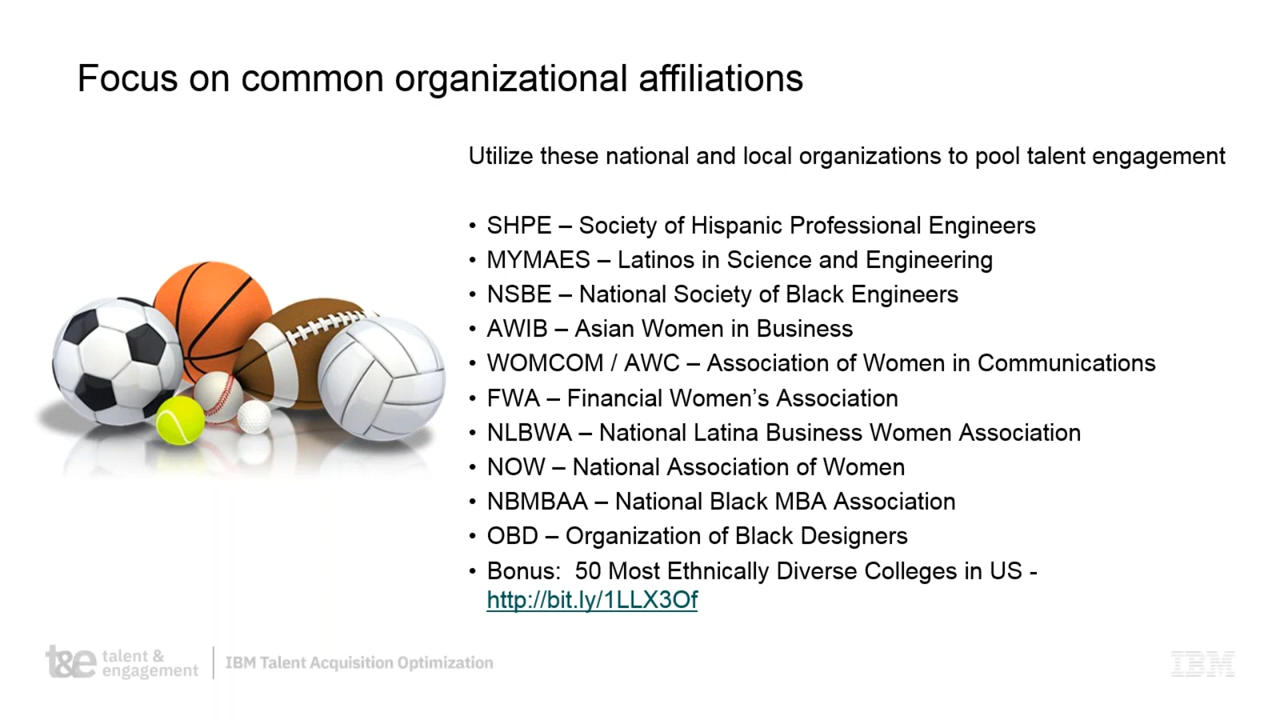 Focus on common organizational affiliations
Utilize these national and local organizations to pool talent engagement
• SHPE – Society of Hispanic Professional Engineers
• MYMAES – Latinos in Science and Engineering
• NSBE – National Society of Black Engineers
• AWIB – Asian Women in Business
• WOMCOM / AWC – Association of Women in Communications
• FWA – Financial Women’s Association
• NLBWA – National Latina Business Women Association
• NOW – National Association of Women
• NBMBAA – National Black MBA Association
• OBD – Organization of Black Designers
• Bonus:  50 Most Ethnically Diverse Colleges in US -
http://bit.ly/1LLX3Of
t&e talent &
engagement
IBM Talent Acquisition Optimization
IBM